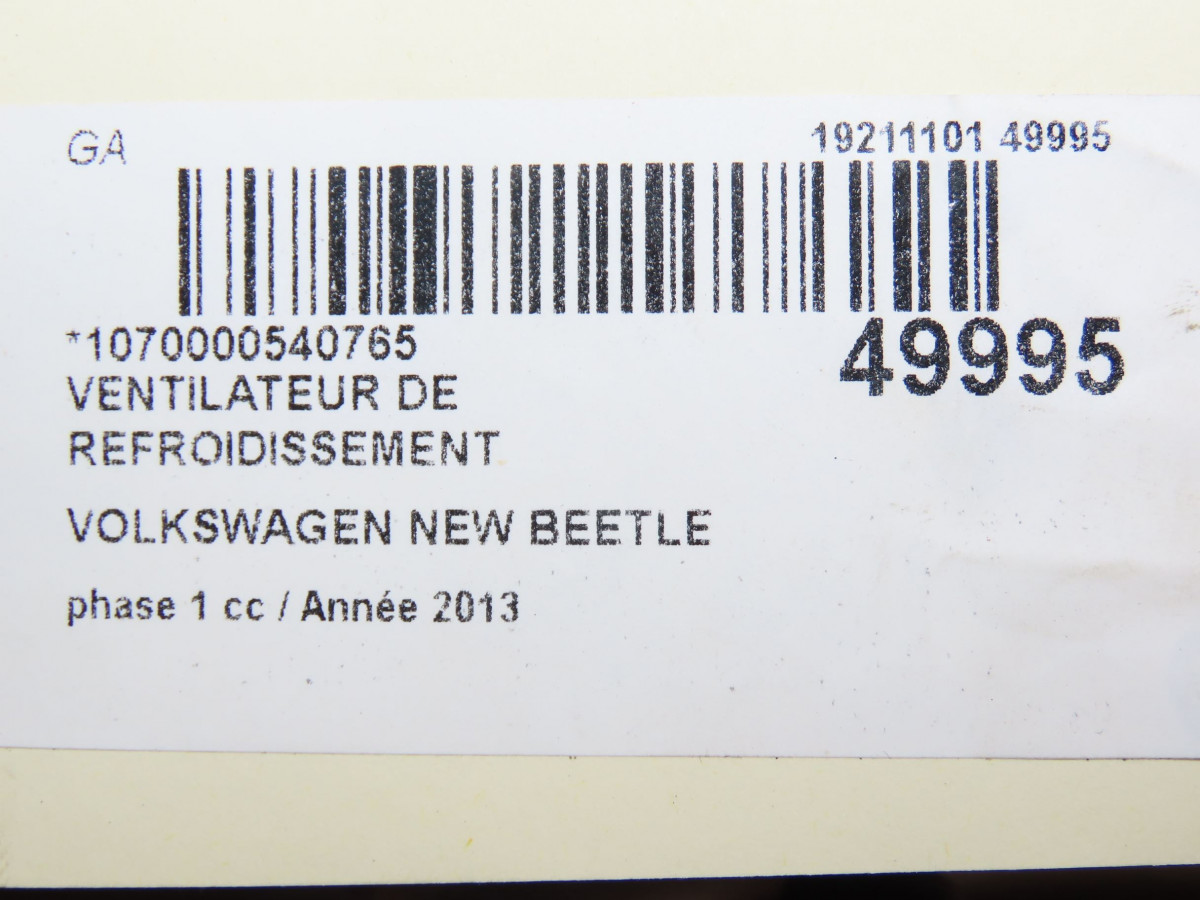 GA
19211101 49995
*1070000540765
49995
VENTILATEUR DE
REFROIDISSEMENT
VOLKSWAGEN NEW BEETLE
phase 1 cc / Année 2013